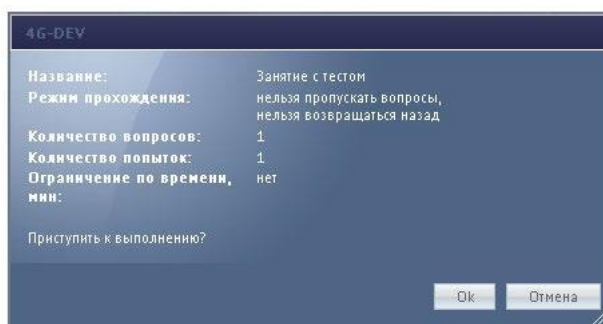 4G-DEV
Название: Занятие с тестом
Режим прохождения: нельзя пропускать вопросы,
нельзя возвращаться назад
Количество вопросов: 1
Количество попыток: 1
Ограничение по времени, нет
мин:
Приступить к выполнению?
Ok Отмена